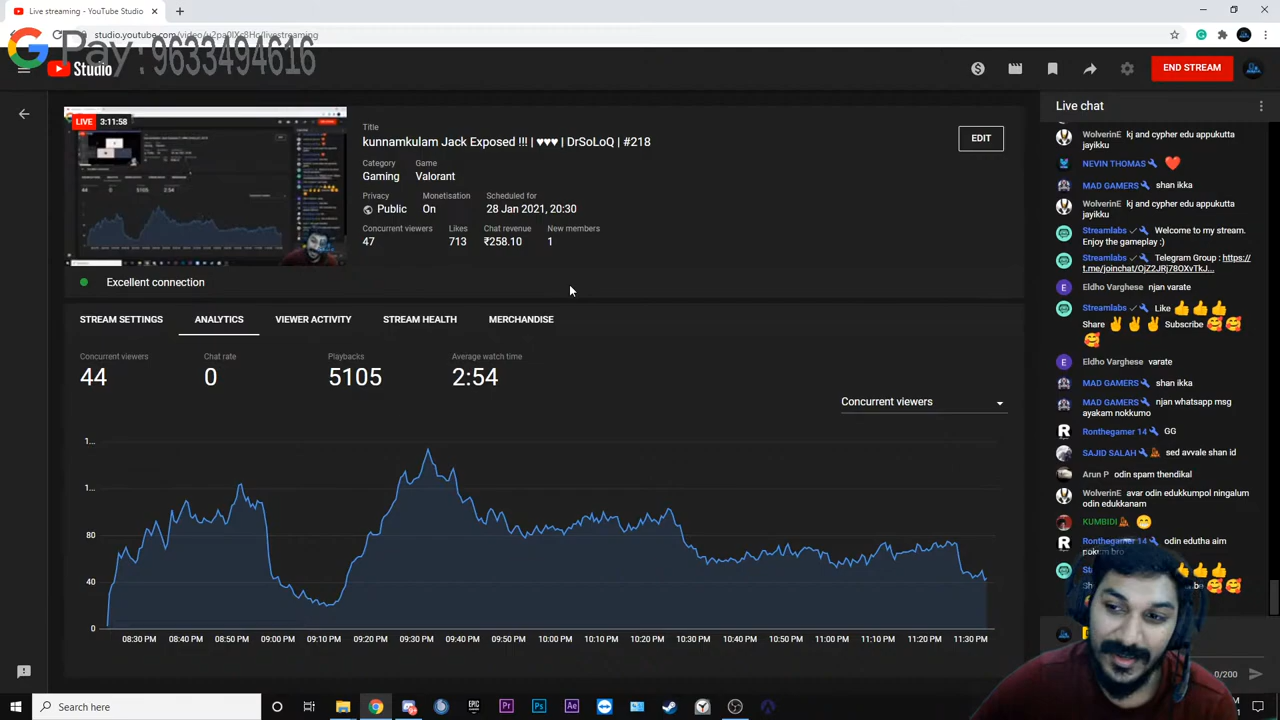 Live streaming - YouTube Studio
Pay : 9633494616
Studio
END STREAM
LIVE 3:11:58
Title
kunnamkulam Jack Exposed !!! | ♥♥♥ | DrSoLoQ | #218
EDIT
Category
Game
Gaming
Valorant
Privacy
Monetisation
Scheduled for
Public
On
28 Jan 2021, 20:30
Concurrent viewers
Likes
Chat revenue
New members
47
713
₹258.10
1
Excellent connection
STREAM SETTINGS
ANALYTICS
VIEWER ACTIVITY
STREAM HEALTH
MERCHANDISE
Concurrent viewers
Chat rate
Playbacks
Average watch time
44
0
5105
2:54
Concurrent viewers
1...
1...
80
40
0
08:30 PM 08:40 PM 08:50 PM 09:00 PM 09:10 PM 09:20 PM 09:30 PM 09:40 PM 09:50 PM 10:00 PM 10:10 PM 10:20 PM 10:30 PM 10:40 PM 10:50 PM 11:00 PM 11:10 PM 11:20 PM 11:30 PM
Live chat
WolverinE kj and cypher edu appukutta
jayikku
NEVIN THOMAS ❤️
MAD GAMERS shan ikka
WolverinE kj and cypher edu appukutta
jayikku
Streamlabs Welcome to my stream.
Enjoy the gameplay :)
Streamlabs Telegram Group : https://
t.me/joinchat/OjZ2JRj78OXvTkJ...
Eldho Varghese njan varate
Streamlabs Like 👍👍👍
Share ✌️✌️✌️ Subscribe 🥰🥰
🥰
Eldho Varghese varate
MAD GAMERS shan ikka
MAD GAMERS njan whatsapp msg
ayakam nokkumo
Ronthegamer 14 GG
SAJID SALAH sed avvale shan id
Arun P odin spam thendikal
WolverinE avar odin edukkumpol ningalum
odin edukkanam
KUMBIDI 😁
Ronthegamer 14 odin edutha aim
bro
👍👍
🥰🥰
0/200
Search here